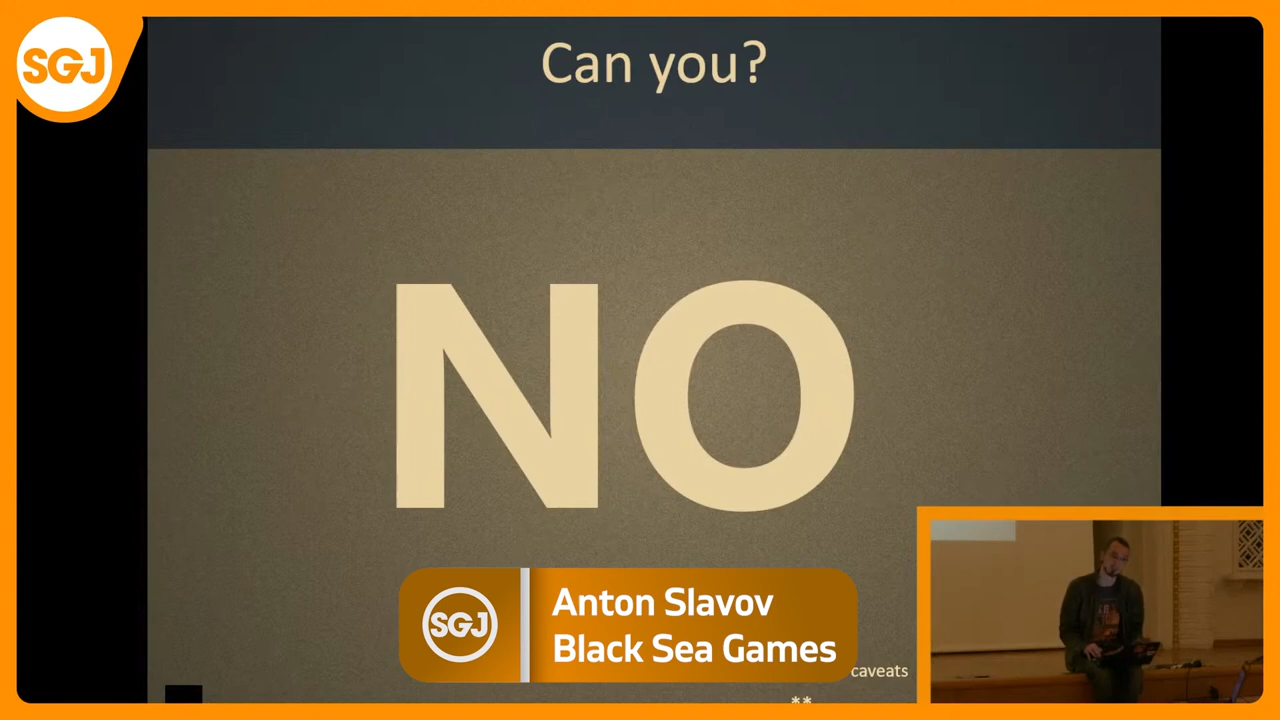 SGJ
Can you?
NO
SGJ
Anton Slavov
Black Sea Games
caveats
**